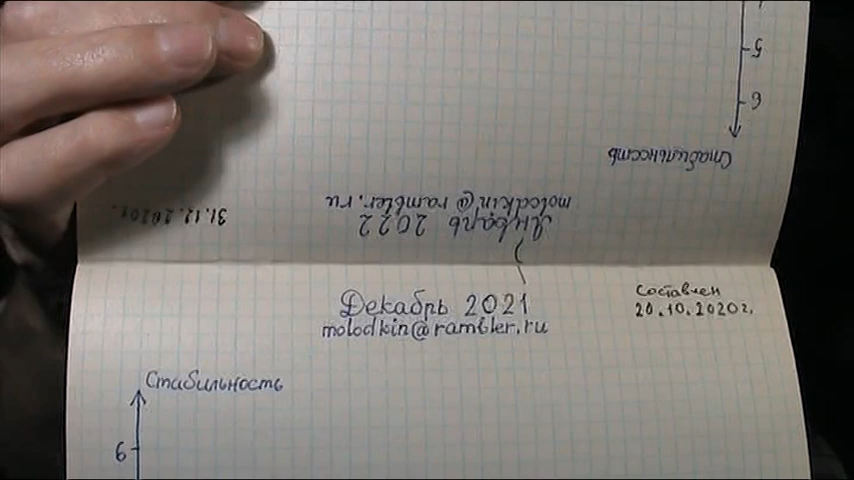 Январь 2022
molodkin@rambler.ru
31.12.2020г.
Стабильность
6
5
Декабрь 2021
molodkin@rambler.ru
Составлен
20.10.2020г.
Стабильность
6